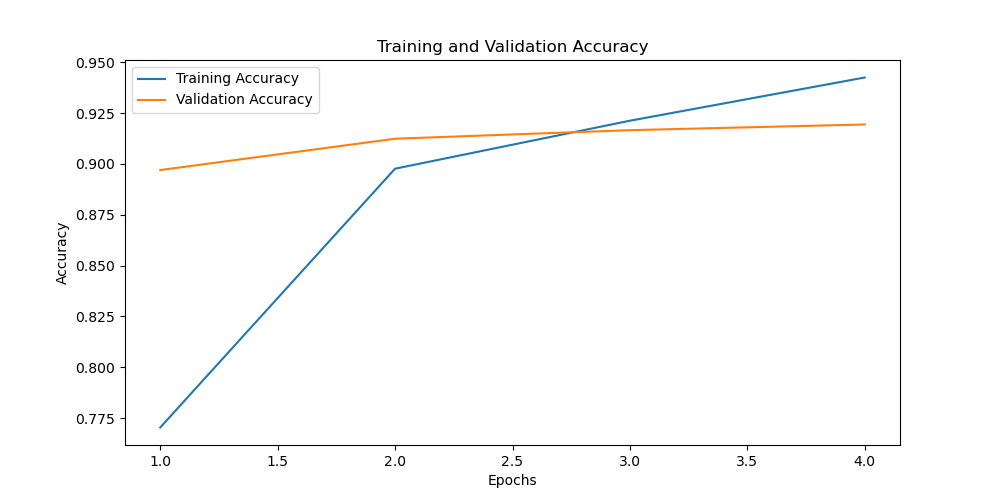 Training and Validation Accuracy
Training Accuracy
Validation Accuracy
0.950
0.925
0.900
0.875
0.850
0.825
0.800
0.775
Accuracy
1.0 1.5 2.0 2.5 3.0 3.5 4.0
Epochs